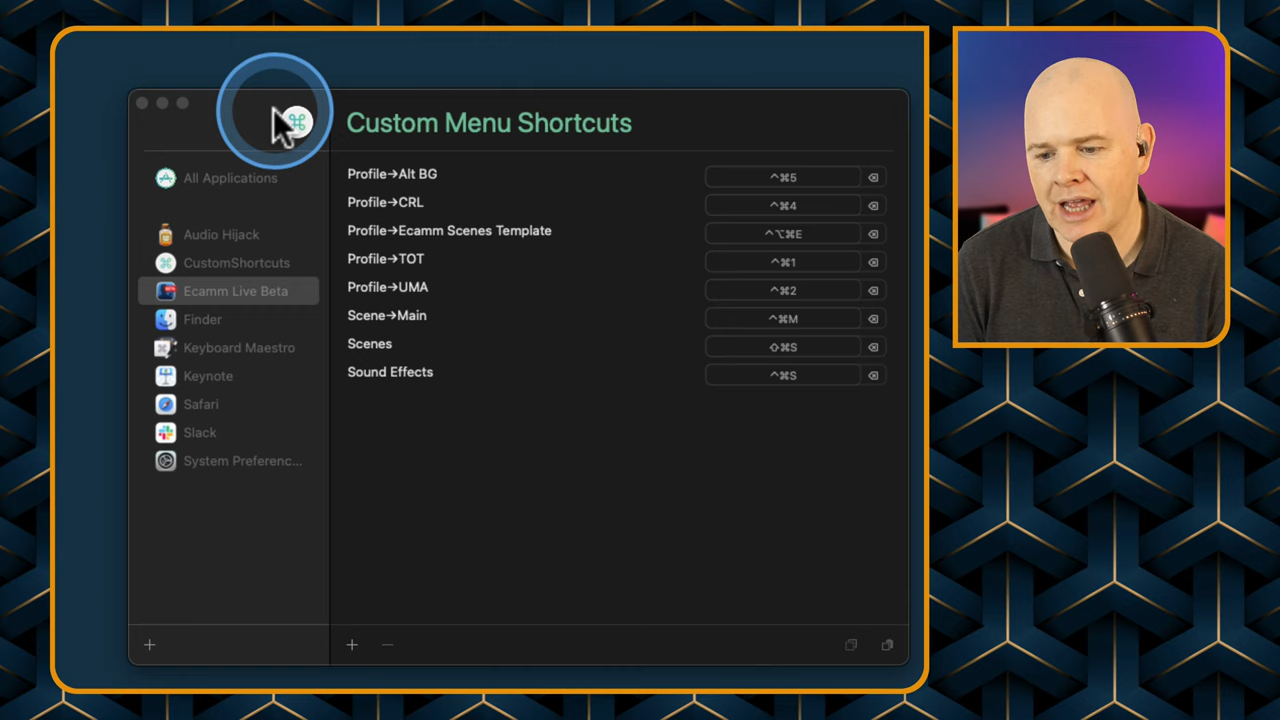 Custom Menu Shortcuts
All Applications
Audio Hijack
CustomShortcuts
Ecamm Live Beta
Finder
Keyboard Maestro
Keynote
Safari
Slack
System Preferenc...
Profile→Alt BG ^⌘5
Profile→CRL ^⌘4
Profile→Ecamm Scenes Template ^⌥⌘E
Profile→TOT ^⌘1
Profile→UMA ^⌘2
Scene→Main ^⌘M
Scenes ⇧⌘S
Sound Effects ^⌘S